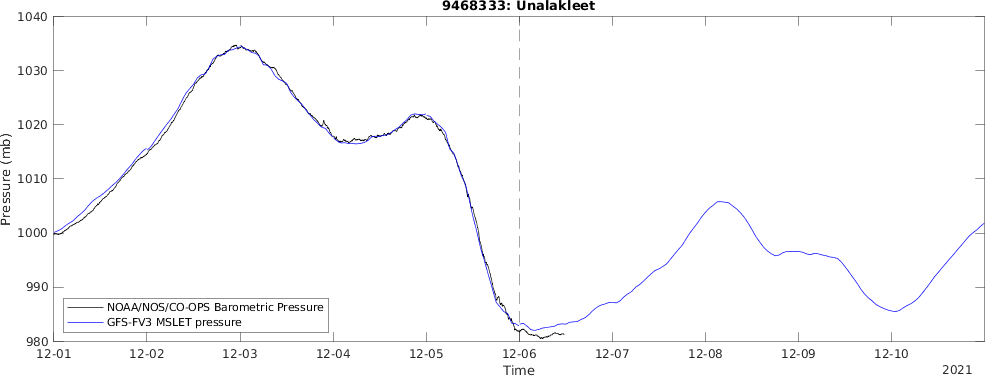 9468333: Unalakleet
1040
1030
1020
1010
1000
990
980
Pressure (mb)
NOAA/NOS/CO-OPS Barometric Pressure
GFS-FV3 MSLET pressure
12-01 12-02 12-03 12-04 12-05 12-06 12-07 12-08 12-09 12-10
Time
2021